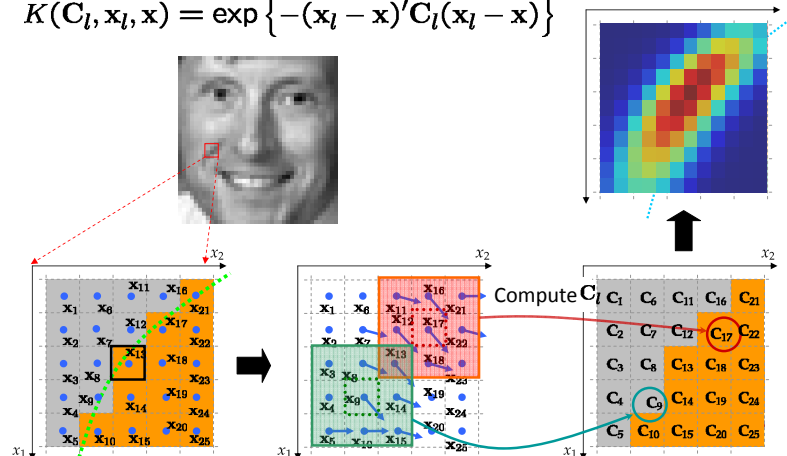 K(C_l, x_l, x) = exp {-(x_l - x)′C_l(x_l - x)}
x_2
x_11 x_16
x_1 x_6 x_21
x_12 x_17
x_2 x_7 x_22
x_13 x_18
x_3 x_8 x_23
x_9 x_14 x_19
x_4 x_24
x_20
x_5 x_10 x_15 x_25
x_1
x_2
x_16
x_1 x_6 x_11 x_21
x_12 x_17
x_2 x_7 x_22
x_13 x_18
x_3 x_8 x_23
x_9 x_14 x_19
x_4 x_24
x_20
x_5 x_10 x_15 x_25
x_1
Compute C_l
x_2
C_1 C_6 C_11 C_16 C_21
C_2 C_7 C_12 C_17 C_22
C_3 C_8 C_13 C_18 C_23
C_4 C_9 C_14 C_19 C_24
C_5 C_10 C_15 C_20 C_25
x_1